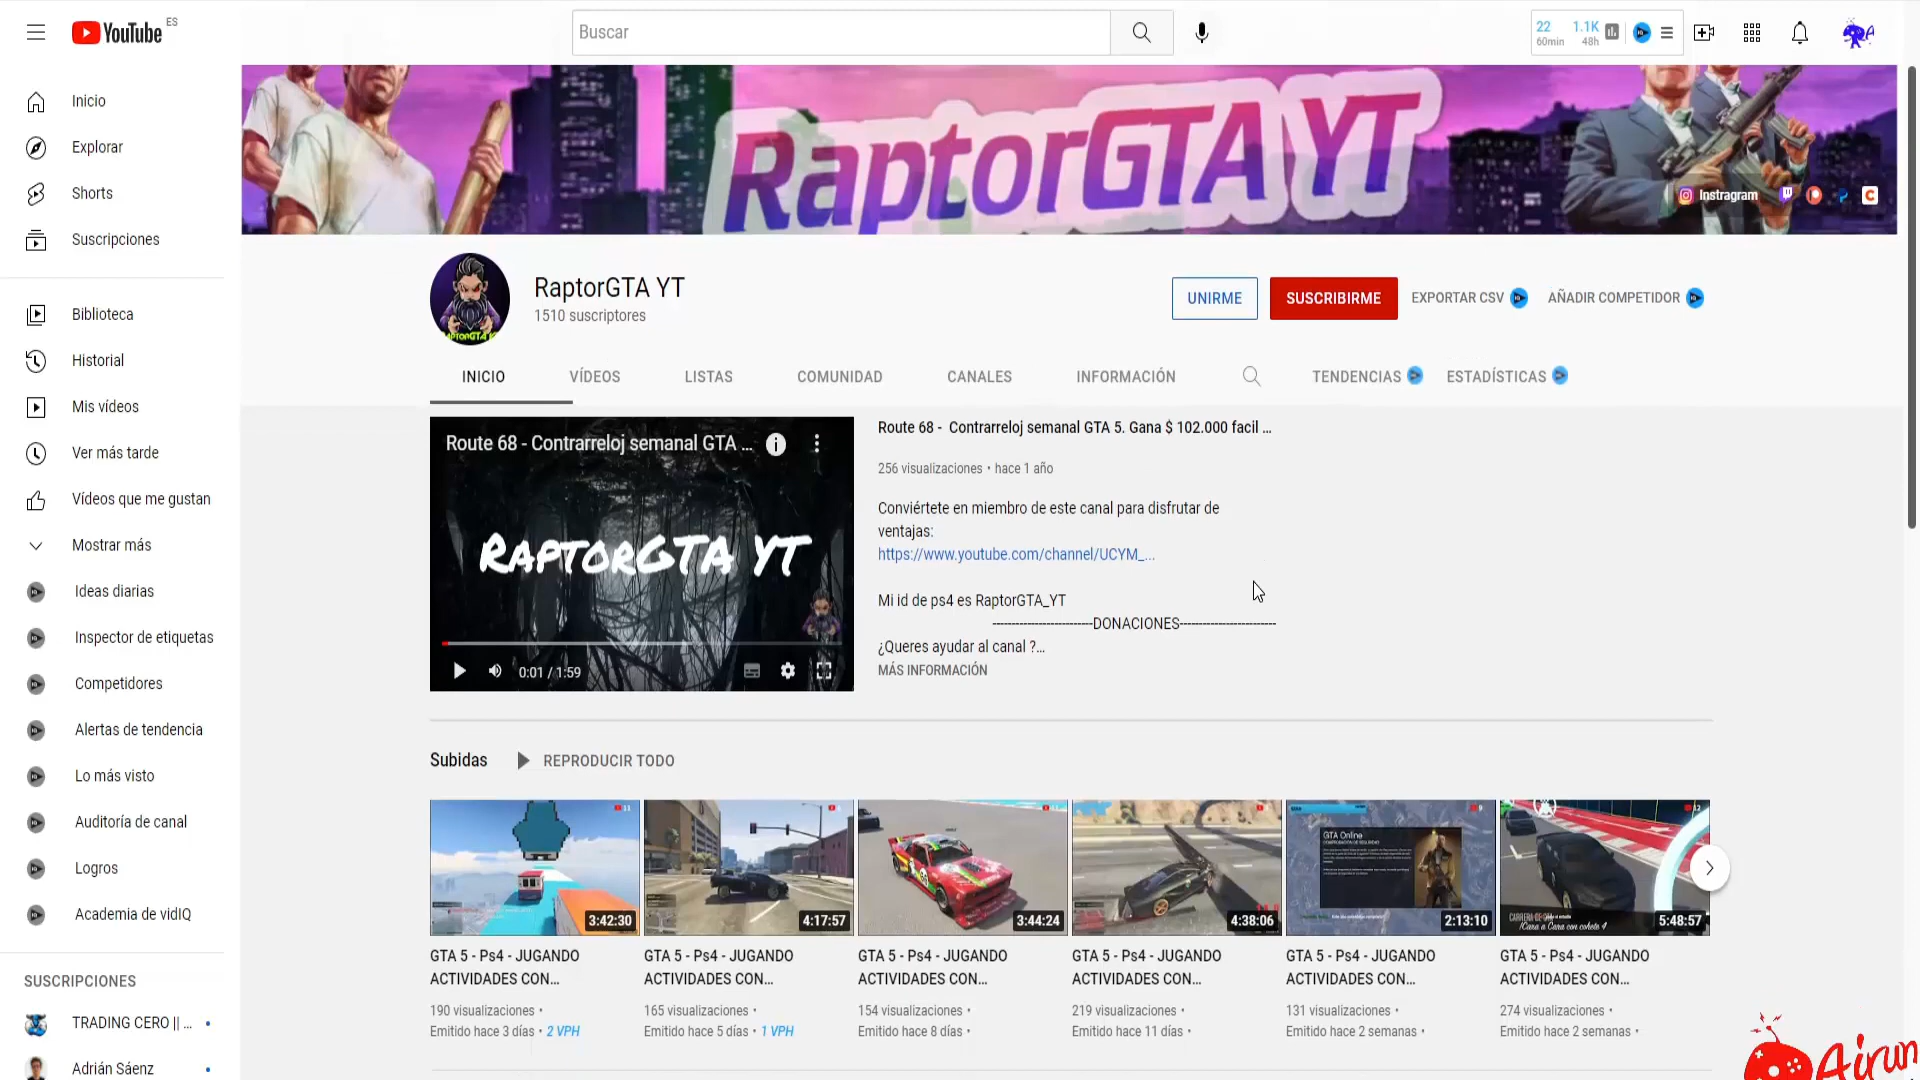 YouTube ES
Buscar
22 1.1K
60min 48h
Inicio
Explorar
Shorts
Suscripciones
Biblioteca
Historial
Mis vídeos
Ver más tarde
Vídeos que me gustan
Mostrar más
Ideas diarias
Inspector de etiquetas
Competidores
Alertas de tendencia
Lo más visto
Auditoría de canal
Logros
Academia de vidIQ
SUSCRIPCIONES
TRADING CERO || ...
Adrián Sáenz
RaptorGTA YT
Instragram
RaptorGTA YT
1510 suscriptores
UNIRME
SUSCRIBIRME
EXPORTAR CSV
AÑADIR COMPETIDOR
INICIO
VÍDEOS
LISTAS
COMUNIDAD
CANALES
INFORMACIÓN
TENDENCIAS
ESTADÍSTICAS
Route 68 - Contrarreloj semanal GTA ...
RAPTORGTA YT
0:01 / 1:59
Route 68 - Contrarreloj semanal GTA 5. Gana $ 102.000 facil ...
256 visualizaciones • hace 1 año
Conviértete en miembro de este canal para disfrutar de
ventajas:
https://www.youtube.com/channel/UCYM_...
Mi id de ps4 es RaptorGTA_YT
-------------------------DONACIONES------------------------
¿Queres ayudar al canal ?...
MÁS INFORMACIÓN
Subidas
REPRODUCIR TODO
3:42:30
4:17:57
3:44:24
4:38:06
GTA Online
2:13:10
5:48:57
GTA 5 - Ps4 - JUGANDO
ACTIVIDADES CON...
190 visualizaciones •
Emitido hace 3 días • 2 VPH
GTA 5 - Ps4 - JUGANDO
ACTIVIDADES CON...
165 visualizaciones •
Emitido hace 5 días • 1 VPH
GTA 5 - Ps4 - JUGANDO
ACTIVIDADES CON...
154 visualizaciones •
Emitido hace 8 días •
GTA 5 - Ps4 - JUGANDO
ACTIVIDADES CON...
219 visualizaciones •
Emitido hace 11 días •
GTA 5 - Ps4 - JUGANDO
ACTIVIDADES CON...
131 visualizaciones •
Emitido hace 2 semanas •
GTA 5 - Ps4 - JUGANDO
ACTIVIDADES CON...
274 visualizaciones •
Emitido hace 2 semanas •
Airun